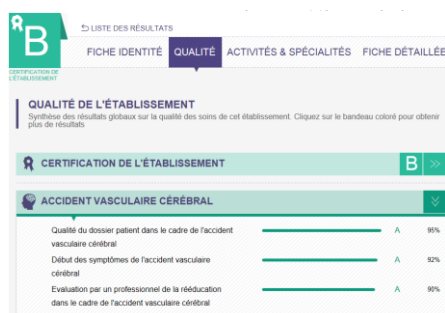 B
CERTIFICATION DE
L'ÉTABLISSEMENT
LISTE DES RÉSULTATS
FICHE IDENTITÉ QUALITÉ ACTIVITÉS & SPÉCIALITÉS FICHE DÉTAILLÉE
QUALITÉ DE L'ÉTABLISSEMENT
Synthèse des résultats globaux sur la qualité des soins de cet établissement. Cliquez sur le bandeau coloré pour obtenir
plus de résultats
CERTIFICATION DE L'ÉTABLISSEMENT B >>
ACCIDENT VASCULAIRE CÉRÉBRAL
Qualité du dossier patient dans le cadre de l'accident
vasculaire cérébral A 95%
Début des symptômes de l'accident vasculaire
cérébral A 92%
Evaluation par un professionnel de la rééducation
dans le cadre de l'accident vasculaire cérébral A 90%